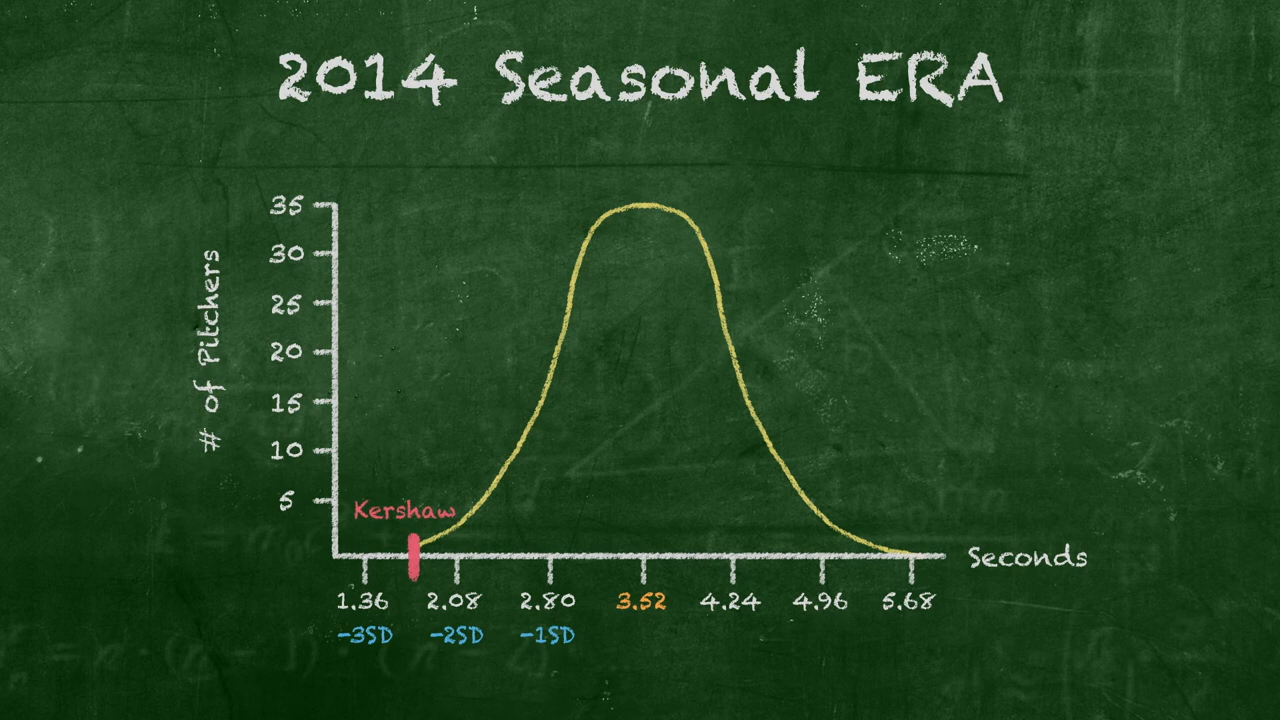 2014 Seasonal ERA
35
30
25
20
15
10
5
# of Pitchers
Kershaw
Seconds
1.36 2.08 2.80 3.52 4.24 4.96 5.68
-3SD -2SD -1SD